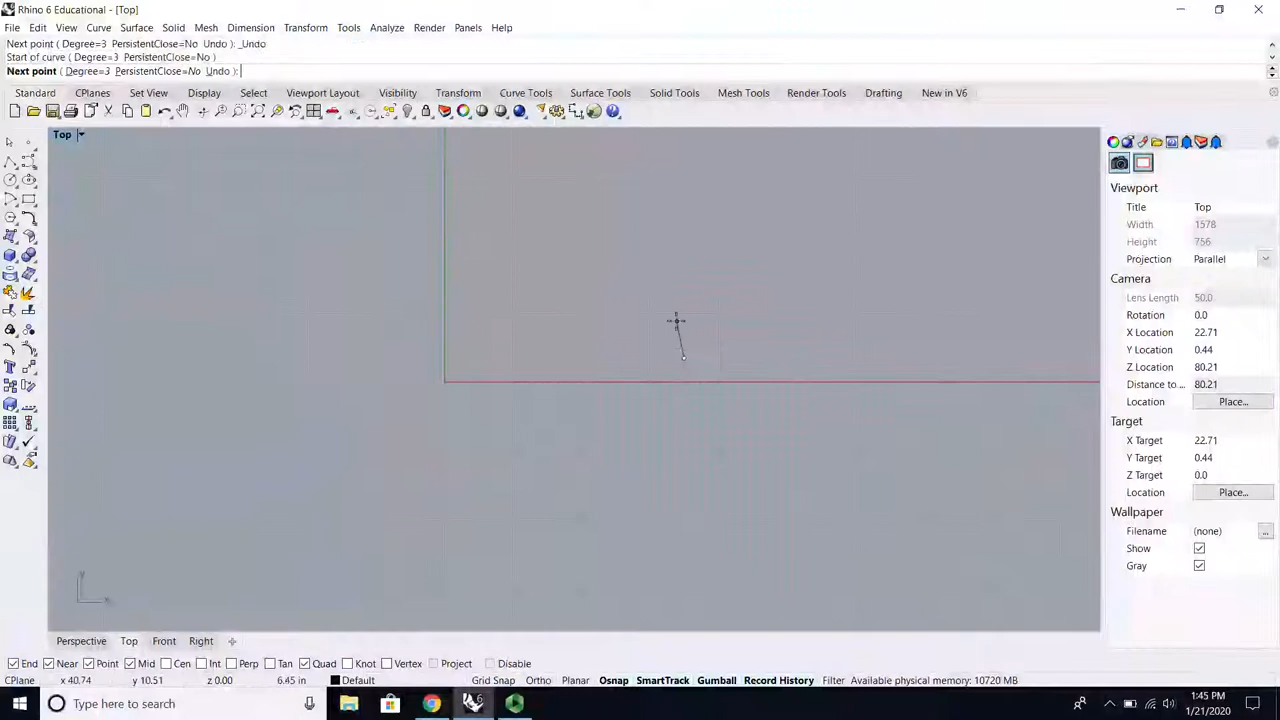 Rhino 6 Educational - [Top]
File Edit View Curve Surface Solid Mesh Dimension Transform Tools Analyze Render Panels Help
Next point ( Degree=3 PersistentClose=No Undo ): _Undo
Start of curve ( Degree=3 PersistentClose=No )
Next point ( Degree=3 PersistentClose=No Undo ):
Standard CPlanes Set View Display Select Viewport Layout Visibility Transform Curve Tools Surface Tools Solid Tools Mesh Tools Render Tools Drafting New in V6
Top
Viewport
Title Top
Width 1578
Height 756
Projection Parallel
Camera
Lens Length 50.0
Rotation 0.0
X Location 22.71
Y Location 0.44
Z Location 80.21
Distance to ... 80.21
Location Place...
Target
X Target 22.71
Y Target 0.44
Z Target 0.0
Location Place...
Wallpaper
Filename (none) ...
Show
Gray
Perspective Top Front Right
End Near Point Mid Cen Int Perp Tan Quad Knot Vertex Project Disable
CPlane x 40.74 y 10.51 z 0.00 6.45 in Default Grid Snap Ortho Planar Osnap SmartTrack Gumball Record History Filter Available physical memory: 10720 MB
Type here to search
1:45 PM
1/21/2020